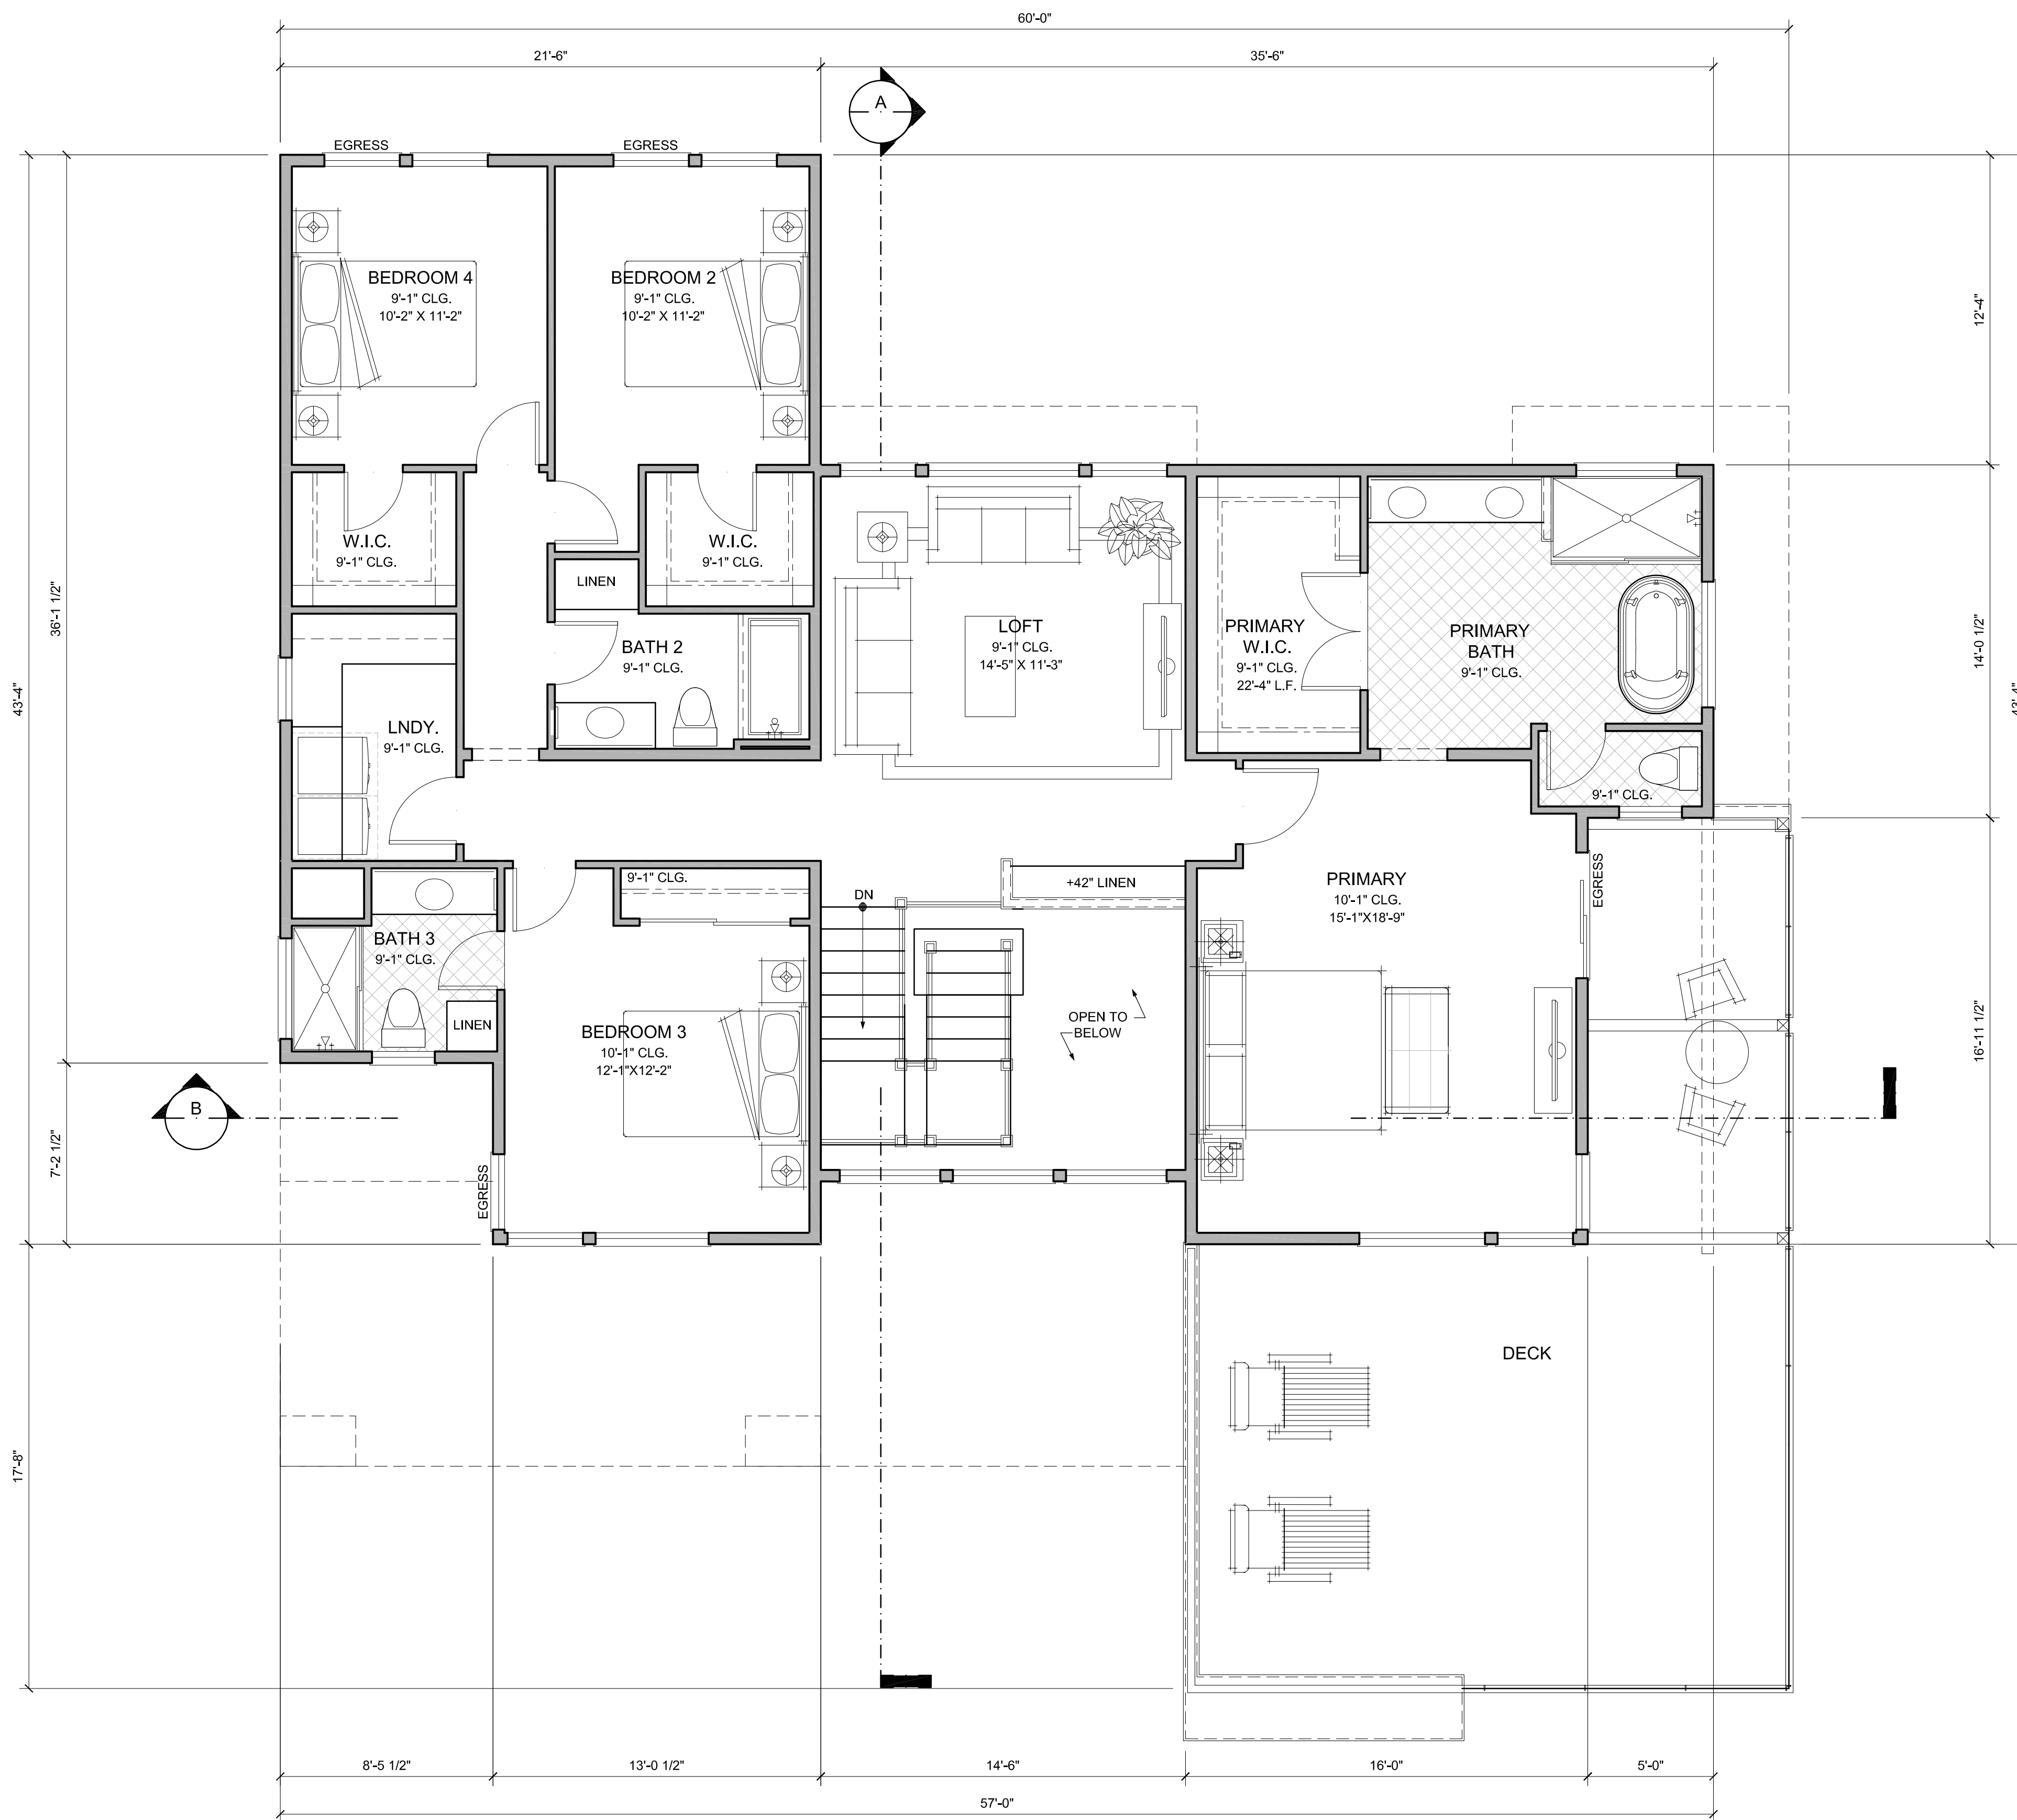 60'-0"
21'-6"
35'-6"
A
EGRESS
EGRESS
BEDROOM 4
9'-1" CLG.
10'-2" X 11'-2"
BEDROOM 2
9'-1" CLG.
10'-2" X 11'-2"
12'-4"
W.I.C.
9'-1" CLG.
W.I.C.
9'-1" CLG.
LINEN
36'-1 1/2"
43'-4"
BATH 2
9'-1" CLG.
LOFT
9'-1" CLG.
14'-5" X 11'-3"
PRIMARY
W.I.C.
9'-1" CLG.
22'-4" L.F.
PRIMARY
BATH
9'-1" CLG.
14'-0 1/2"
43'-4"
LNDY.
9'-1" CLG.
9'-1" CLG.
9'-1" CLG.
DN
+42" LINEN
PRIMARY
10'-1" CLG.
15'-1"X18'-9"
EGRESS
BATH 3
9'-1" CLG.
LINEN
BEDROOM 3
10'-1" CLG.
12'-1"X12'-2"
OPEN TO
BELOW
16'-11 1/2"
B
7'-2 1/2"
EGRESS
DECK
17'-8"
8'-5 1/2"
13'-0 1/2"
14'-6"
16'-0"
5'-0"
57'-0"